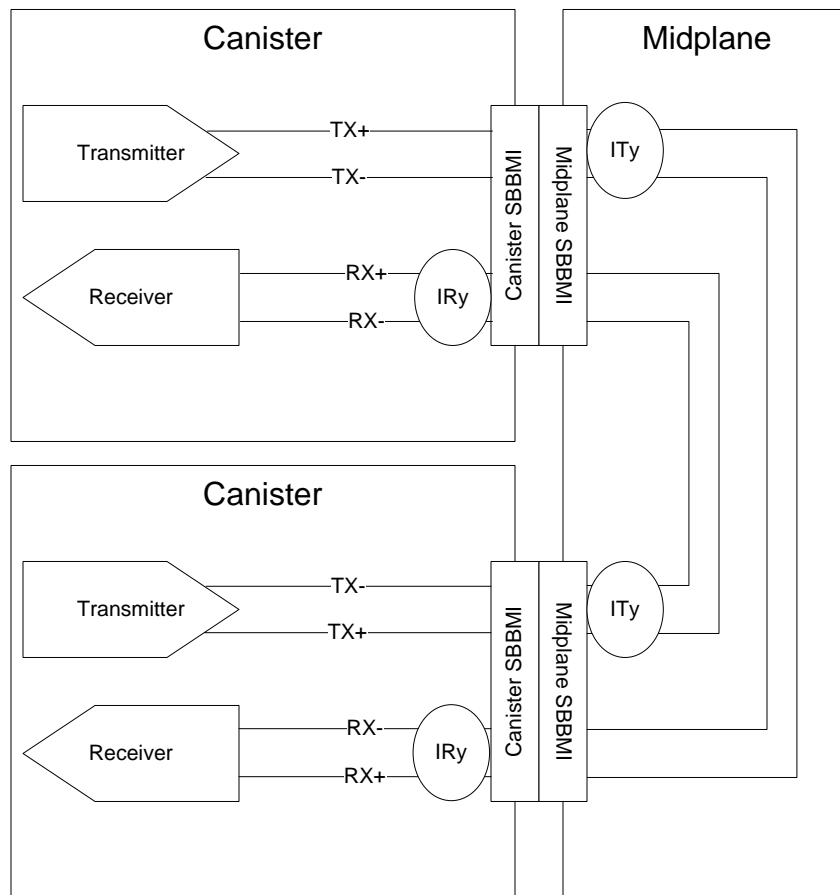 Canister
Midplane
Transmitter
TX+
TX-
Canister SBBMI
Midplane SBBMI
ITy
Receiver
RX+
RX-
IRy
Canister
Transmitter
TX-
TX+
Canister SBBMI
Midplane SBBMI
ITy
Receiver
RX-
RX+
IRy